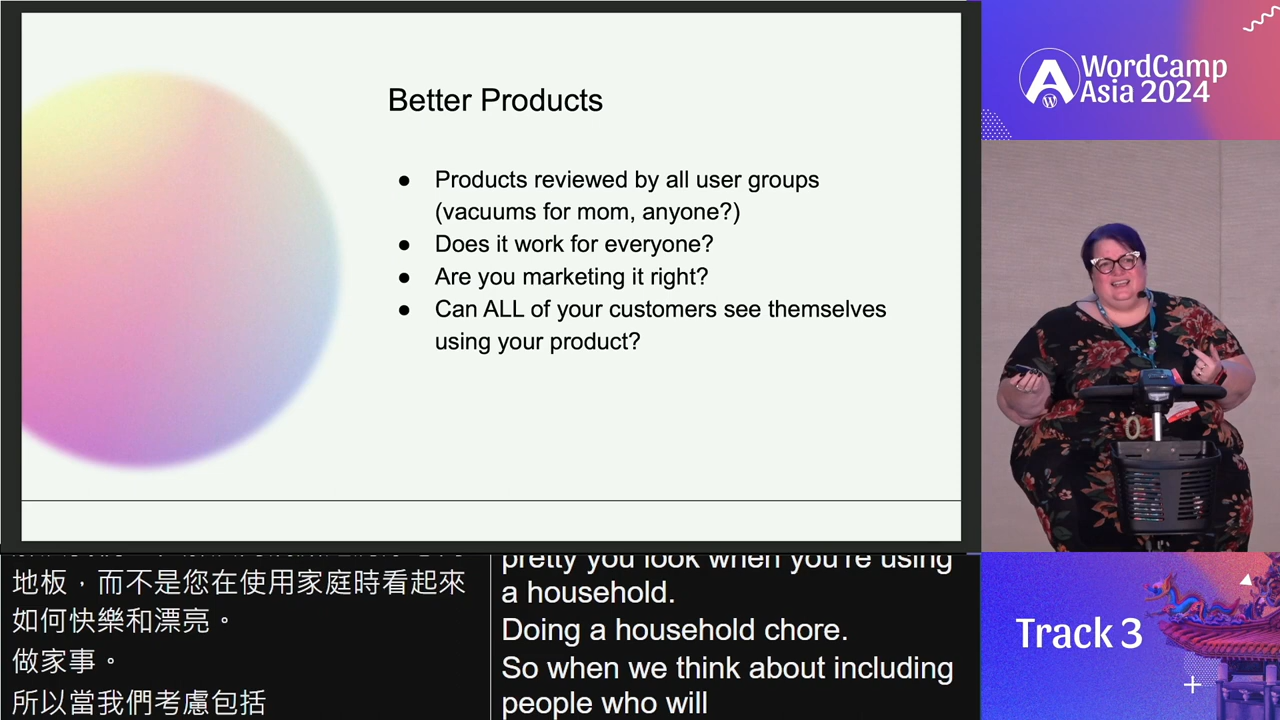 Better Products
● Products reviewed by all user groups
(vacuums for mom, anyone?)
● Does it work for everyone?
● Are you marketing it right?
● Can ALL of your customers see themselves
using your product?
WordCamp
Asia 2024
地板，而不是您在使用家庭時看起來
如何快樂和漂亮。
做家事。
所以當我們考慮包括
pretty you look when you're using
a household.
Doing a household chore.
So when we think about including
people who will
Track 3